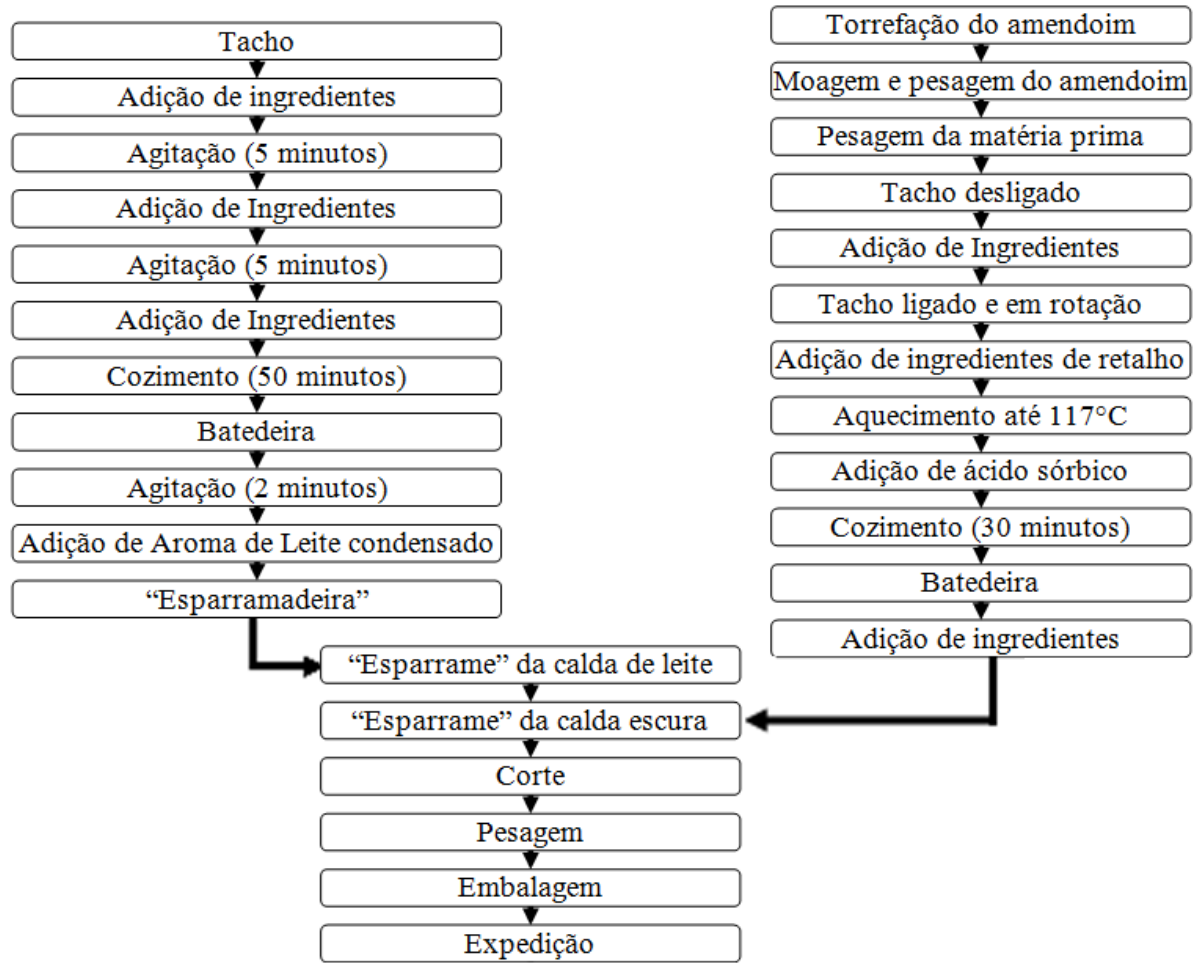 Tacho
Adição de ingredientes
Agitação (5 minutos)
Adição de Ingredientes
Agitação (5 minutos)
Adição de Ingredientes
Cozimento (50 minutos)
Batedeira
Agitação (2 minutos)
Adição de Aroma de Leite condensado
“Esparramadeira”
Torrefação do amendoim
Moagem e pesagem do amendoim
Pesagem da matéria prima
Tacho desligado
Adição de Ingredientes
Tacho ligado e em rotação
Adição de ingredientes de retalho
Aquecimento até 117°C
Adição de ácido sórbico
Cozimento (30 minutos)
Batedeira
Adição de ingredientes
“Esparrame” da calda de leite
“Esparrame” da calda escura
Corte
Pesagem
Embalagem
Expedição